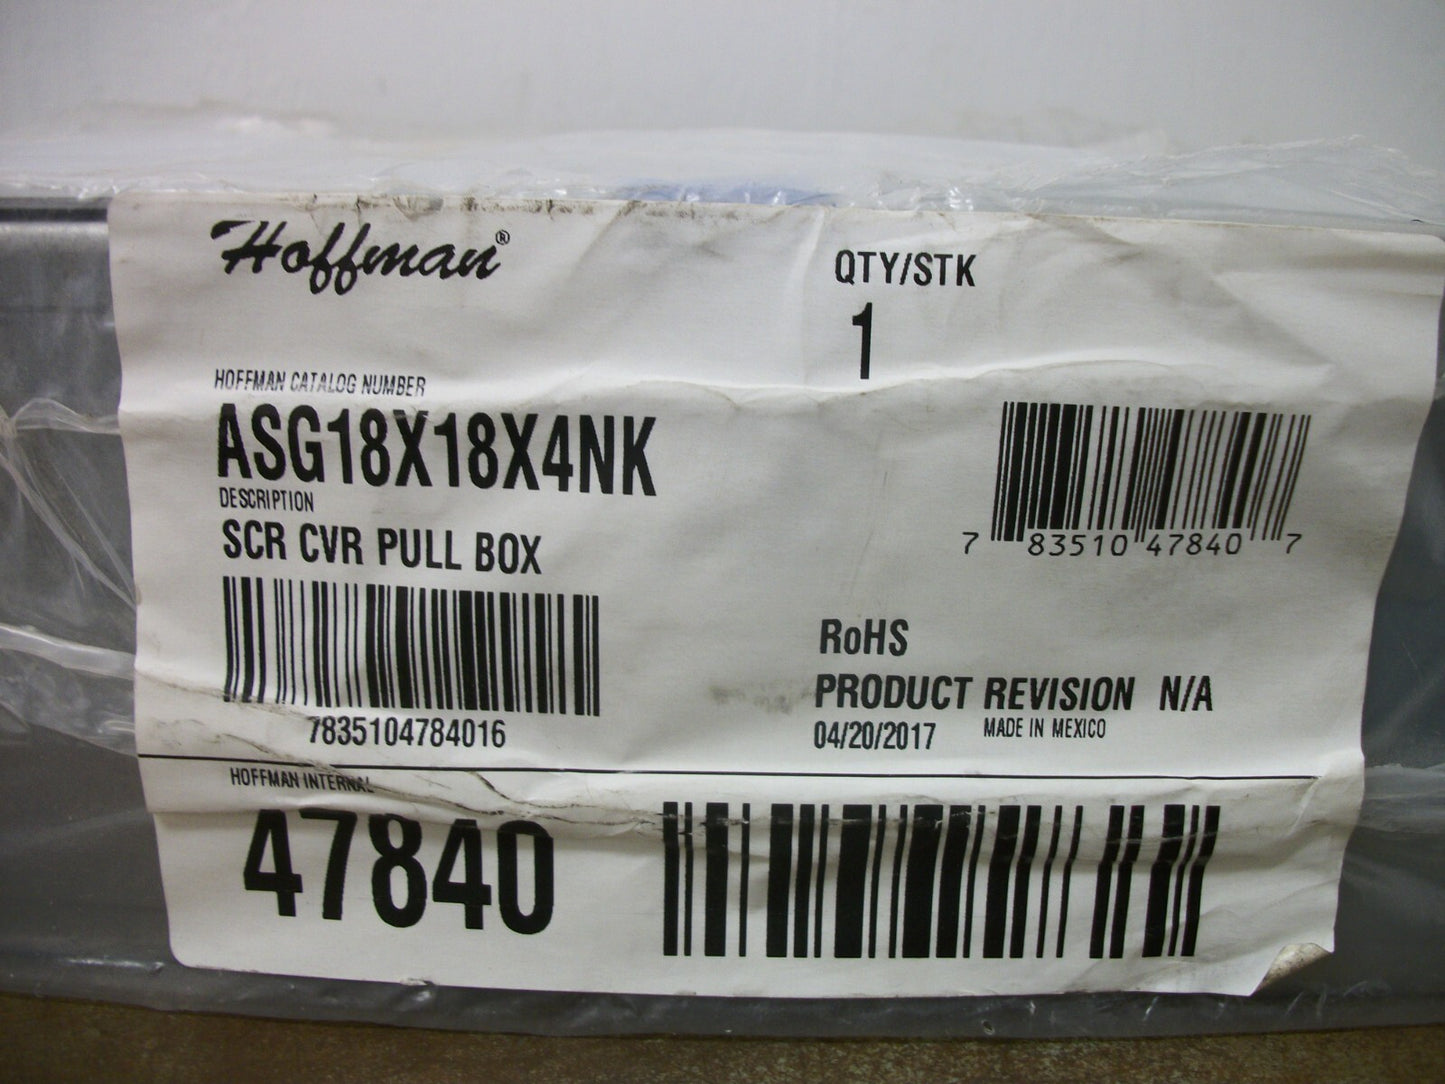 Hoffman®
QTY/STK
1
HOFFMAN CATALOG NUMBER
ASG18X18X4NK
DESCRIPTION
SCR CVR PULL BOX
7 83510 47840 7
7835104784016
RoHS
PRODUCT REVISION N/A
04/20/2017 MADE IN MEXICO
HOFFMAN INTERNAL
47840